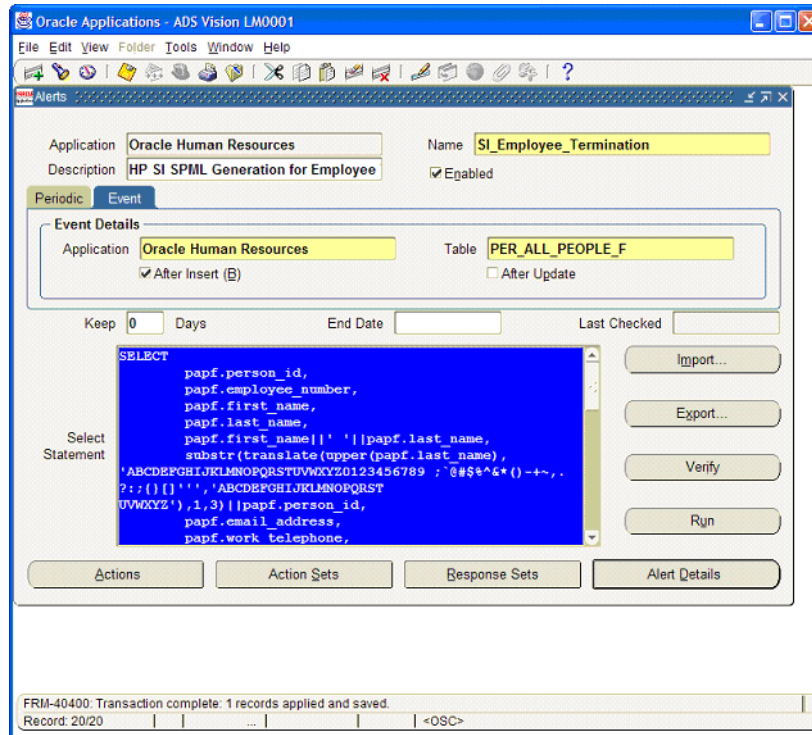 Oracle Applications - ADS Vision LM0001
File Edit View Folder Tools Window Help
Alerts
Application Oracle Human Resources Name SI_Employee_Termination
Description HP SI SPML Generation for Employee Enabled
Periodic Event
Event Details
Application Oracle Human Resources Table PER_ALL_PEOPLE_F
After Insert (B) After Update
Keep 0 Days End Date Last Checked
SELECT
papf.person_id,
papf.employee_number,
papf.first_name,
papf.last_name,
papf.first_name||' '||papf.last_name,
substr(translate(upper(papf.last_name),
'ABCDEFGHIJKLMNOPQRSTUVWXYZ0123456789 ;`@#$%^&*()-+~,.
?:;{}[]''','ABCDEFGHIJKLMNOPQRST
UVWXYZ'),1,3)||papf.person_id,
papf.email_address,
papf.work_telephone,
Select
Statement
Import...
Export...
Verify
Run
Actions Action Sets Response Sets Alert Details
FRM-40400: Transaction complete: 1 records applied and saved.
Record: 20/20 ... <OSC>